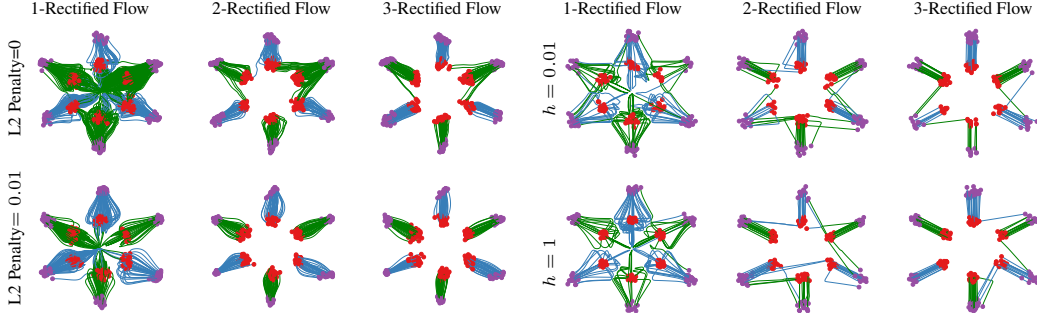 1-Rectified Flow 2-Rectified Flow 3-Rectified Flow 1-Rectified Flow 2-Rectified Flow 3-Rectified Flow
L2 Penalty=0
h = 0.01
L2 Penalty= 0.01
h = 1